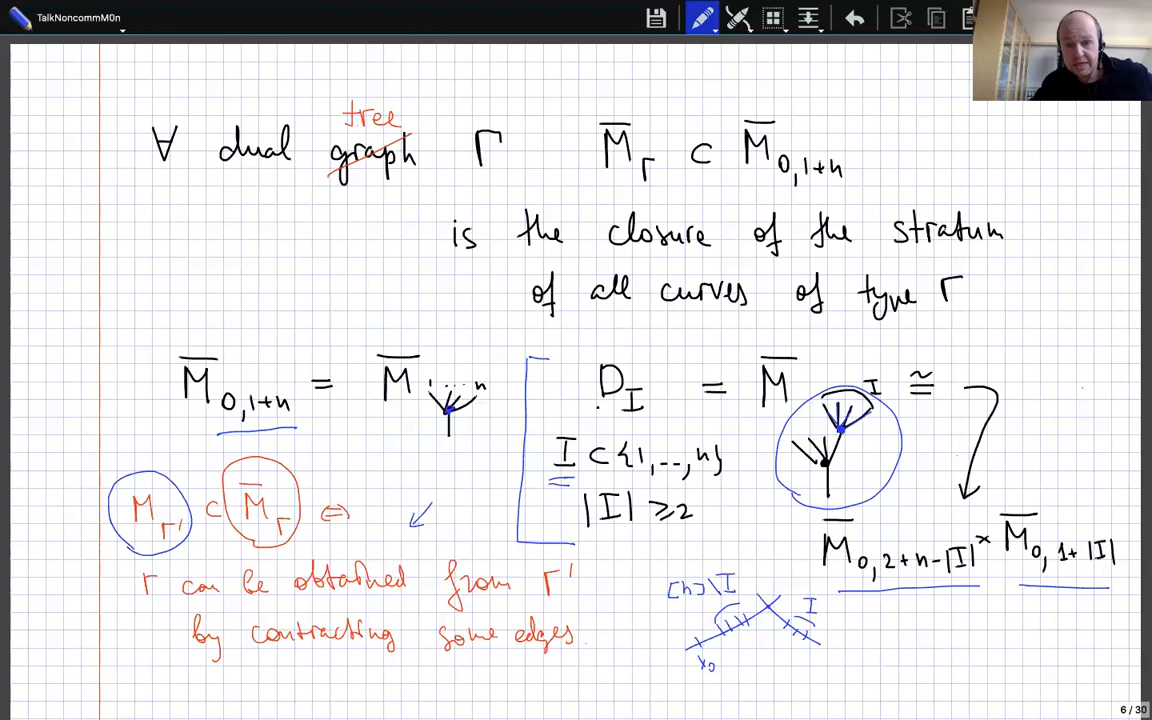 TalkNoncommM0n
tree
∀ dual graph Γ M̅_Γ ⊂ M̅_{0,1+n}
is the closure of the stratum
of all curves of type Γ
M̅_{0,1+n} = M̅ 1 ... n D_I = M̅ I ≅
I ⊂ {1,..,n}
|I| ≥ 2
M_{Γ'} ⊂ M̅_Γ ⇔
M̅_{0,2+n-|I|} × M̅_{0,1+|I|}
Γ can be obtained from Γ'
by contracting some edges.
[n]\I I
x_0
6 / 30